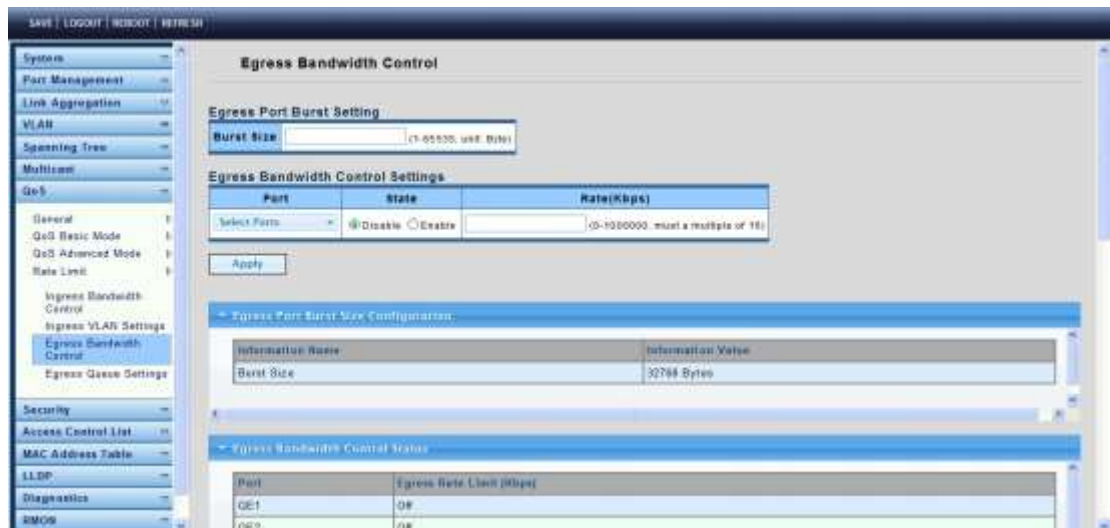 SAVE | LOGOUT | REBOOT | REFRESH
System
Port Management
Link Aggregation
VLAN
Spanning Tree
Multicast
QoS
General
QoS Basic Mode
QoS Advanced Mode
Rate Limit
Ingress Bandwidth
Control
Ingress VLAN Settings
Egress Bandwidth
Control
Egress Queue Settings
Security
Access Control List
MAC Address Table
LLDP
Diagnostics
RMON
Egress Bandwidth Control
Egress Port Burst Setting
Burst Size (1-65535, unit: Byte)
Egress Bandwidth Control Settings
Port State Rate(Kbps)
Select Ports Disable Enable (0-1000000, must a multiple of 16)
Apply
Egress Port Burst Size Configuration
Information Name Information Value
Burst Size 32768 Bytes
Egress Bandwidth Control Status
Port Egress Rate Limit (Kbps)
GE1 Off
GE2 Off